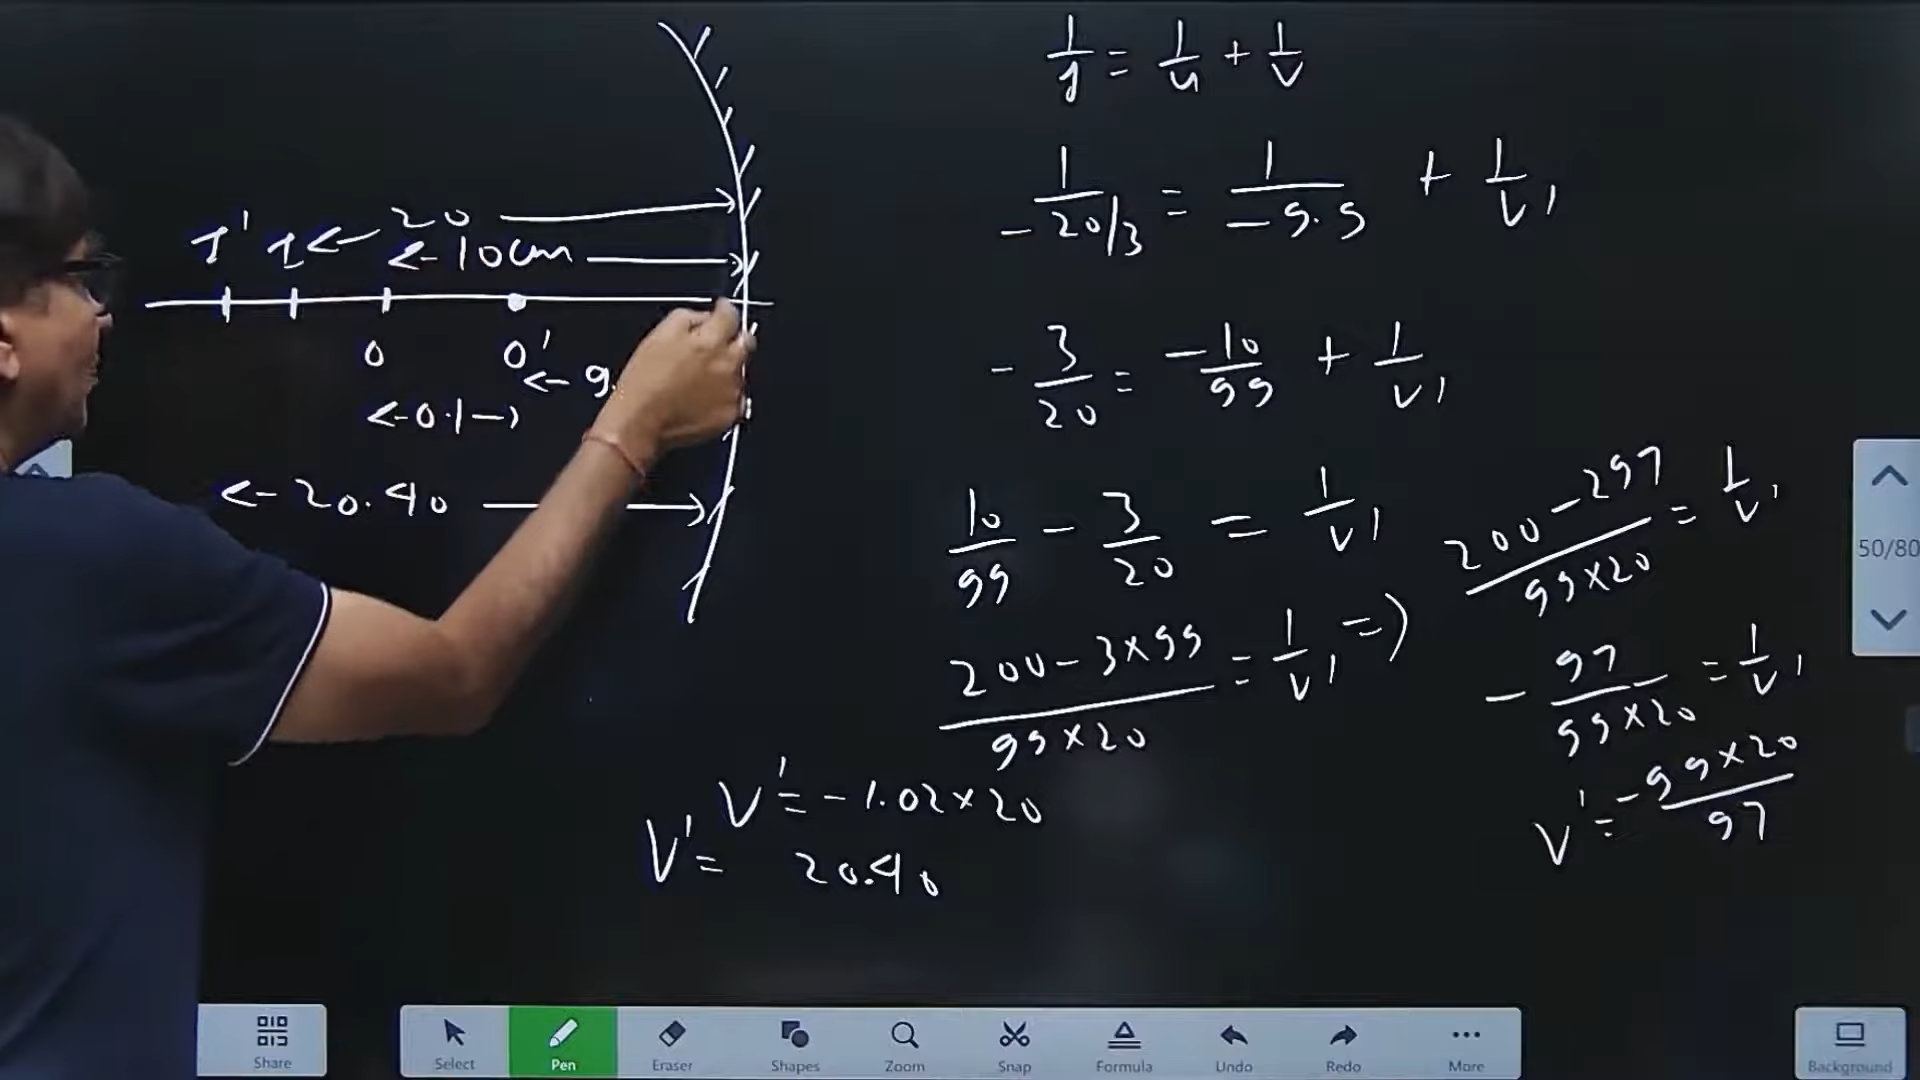 1/f = 1/u + 1/v
1/-20/3 = 1/-9.9 + 1/v'
-3/20 = -10/99 + 1/v'
10/99 - 3/20 = 1/v'
200 - 3×99/99×20 = 1/v' =>
200 - 297/99×20 = 1/v'
-97/99×20 = 1/v'
v' = -99×20/97
v' = -1.02×20
v' = 20.40
I' I ← 20 →
← 10cm →
O O'
← 9.
← 0.1 →
← 20.40 →
50/80
Share
Select Pen Eraser Shapes Zoom Snap Formula Undo Redo More
Background